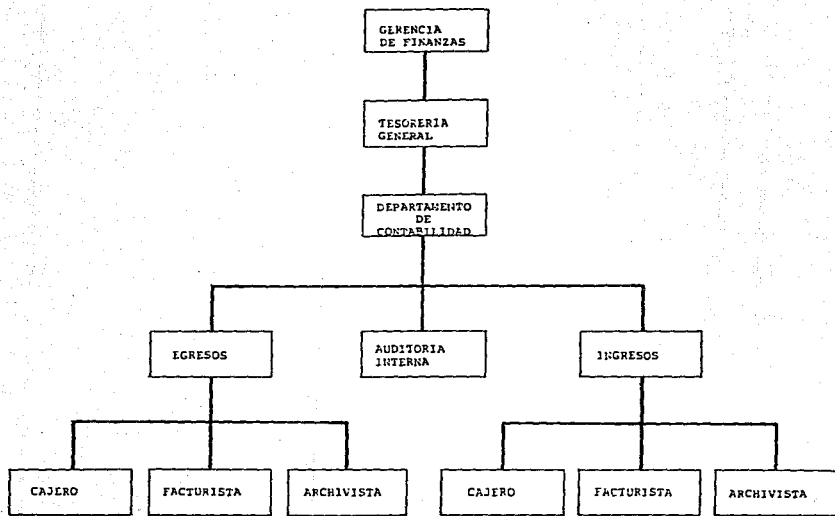 GERENCIA
DE FINANZAS
TESORERIA
GENERAL
DEPARTAMENTO
DE
CONTABILIDAD
EGRESOS
AUDITORIA
INTERNA
INGRESOS
CAJERO
FACTURISTA
ARCHIVISTA
CAJERO
FACTURISTA
ARCHIVISTA